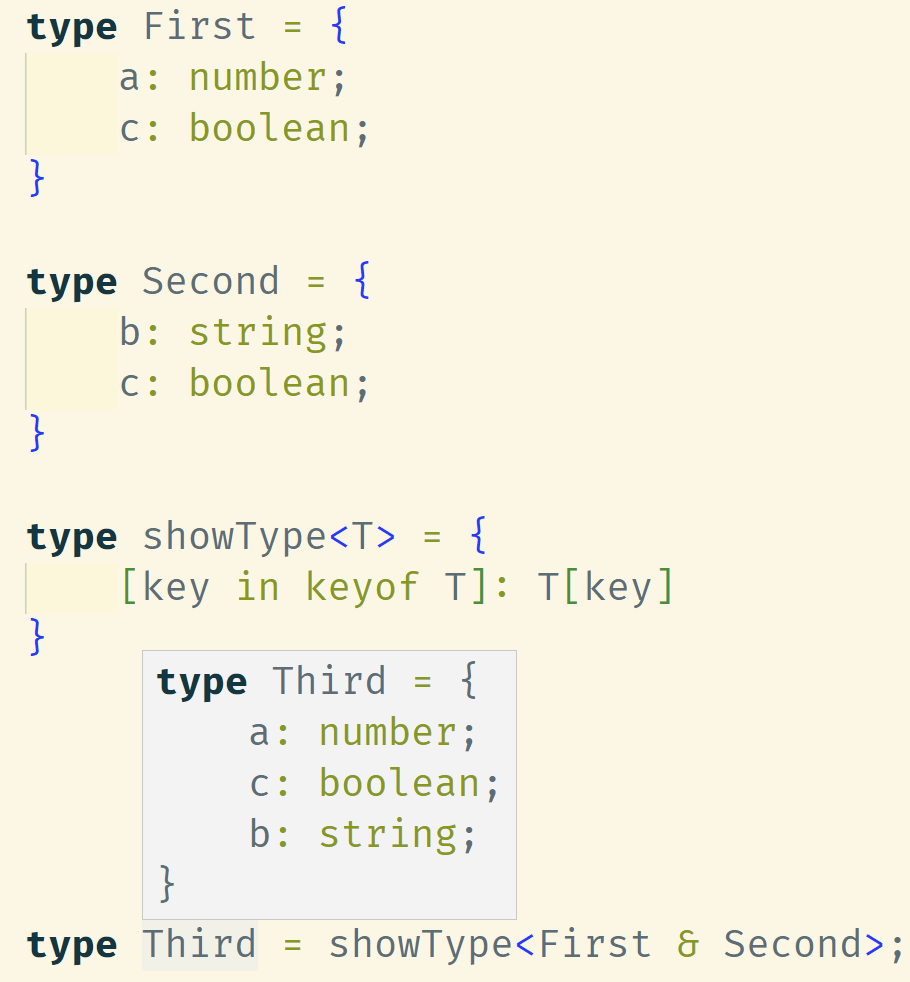 type First = {
    a: number;
    c: boolean;
}
type Second = {
    b: string;
    c: boolean;
}
type showType<T> = {
    [key in keyof T]: T[key]
}
type Third = {
    a: number;
    c: boolean;
    b: string;
}
type Third = showType<First & Second>;